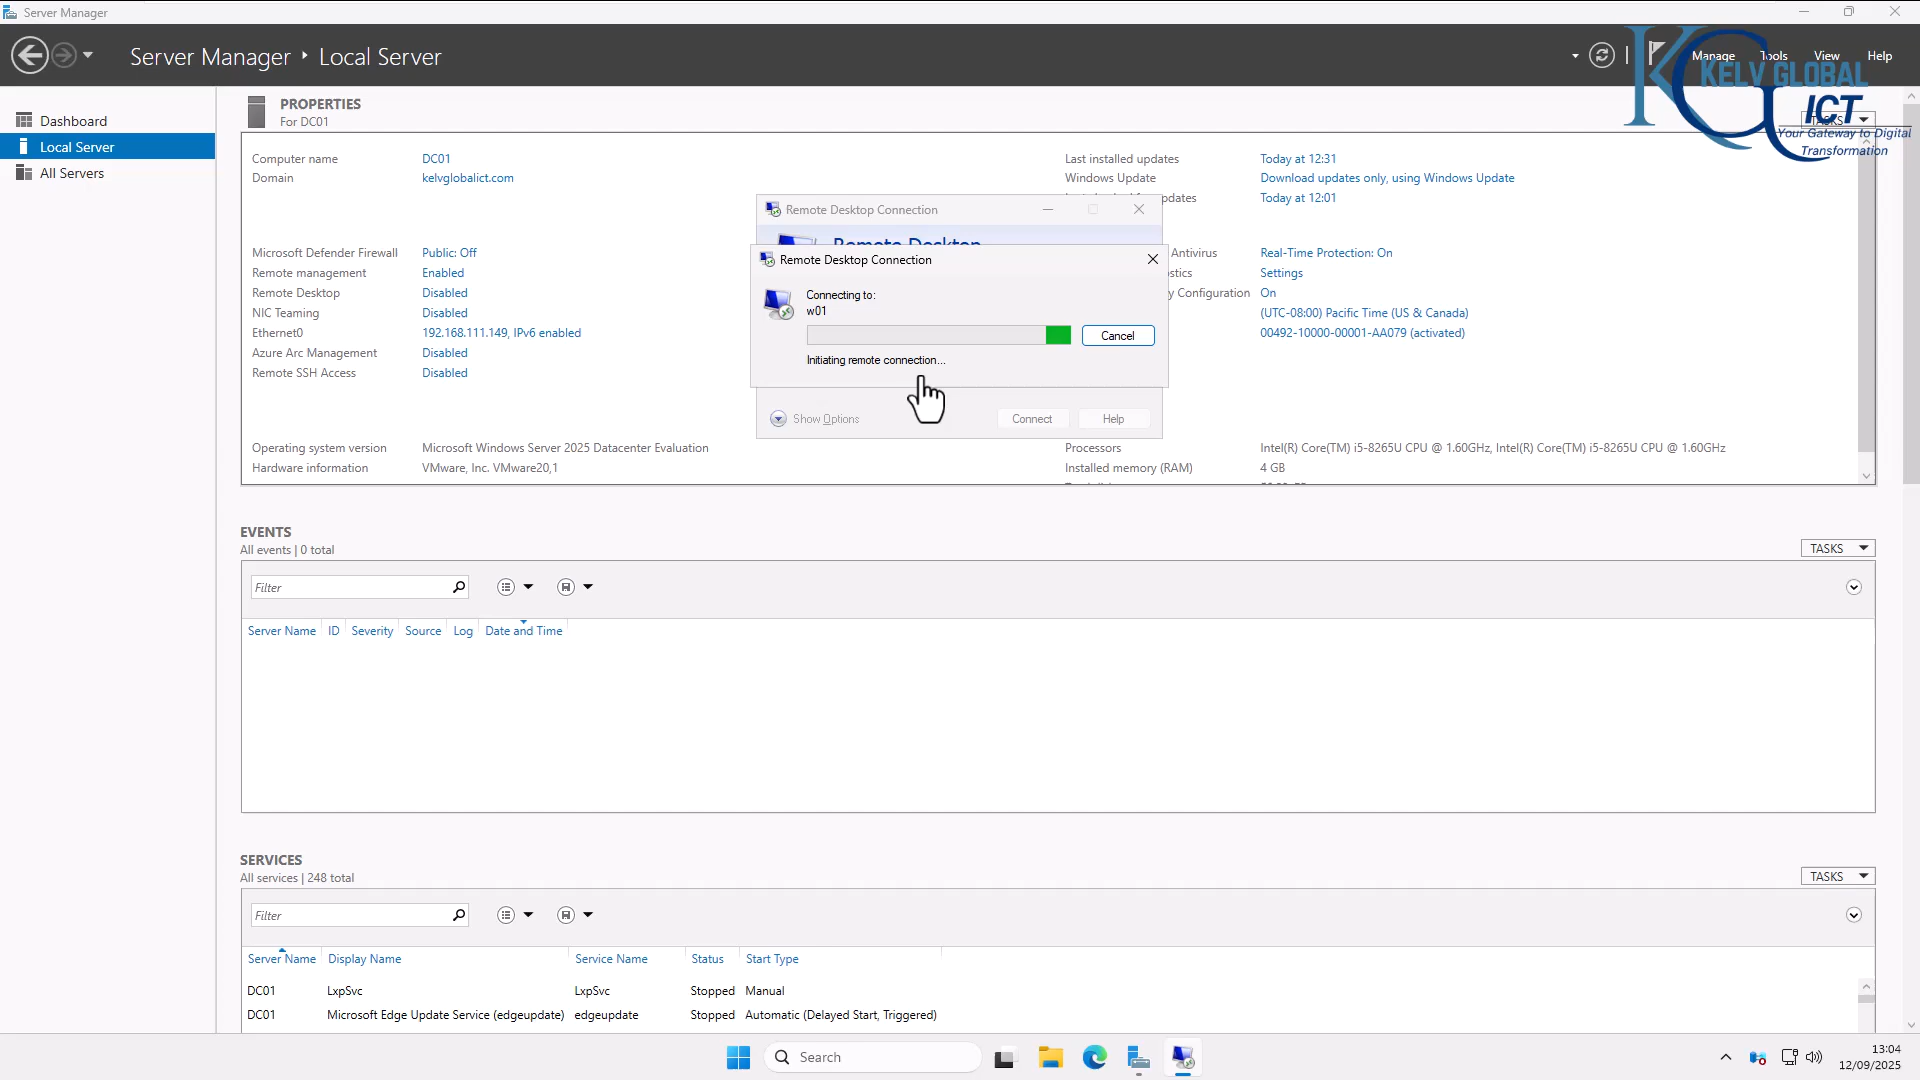 Server Manager
Server Manager ‣ Local Server
Manage Tools View Help
KELV GLOBAL
ICT
Your Gateway to Digital
Transformation
Dashboard
Local Server
All Servers
PROPERTIES
For DC01
TASKS
Computer name DC01
Domain kelvglobalict.com
Last installed updates Today at 12:31
Windows Update Download updates only, using Windows Update
pdates Today at 12:01
Microsoft Defender Firewall Public: Off
Remote management Enabled
Remote Desktop Disabled
NIC Teaming Disabled
Ethernet0 192.168.111.149, IPv6 enabled
Azure Arc Management Disabled
Remote SSH Access Disabled
Antivirus Real-Time Protection: On
stics Settings
y Configuration On
(UTC-08:00) Pacific Time (US & Canada)
00492-10000-00001-AA079 (activated)
Operating system version Microsoft Windows Server 2025 Datacenter Evaluation
Hardware information VMware, Inc. VMware20,1
Processors Intel(R) Core(TM) i5-8265U CPU @ 1.60GHz, Intel(R) Core(TM) i5-8265U CPU @ 1.60GHz
Installed memory (RAM) 4 GB
Remote Desktop Connection
Remote Desktop
Remote Desktop Connection
Connecting to:
w01
Cancel
Initiating remote connection...
Show Options Connect Help
EVENTS
All events | 0 total
TASKS
Filter
Server Name ID Severity Source Log Date and Time
SERVICES
All services | 248 total
TASKS
Filter
Server Name Display Name Service Name Status Start Type
DC01 LxpSvc LxpSvc Stopped Manual
DC01 Microsoft Edge Update Service (edgeupdate) edgeupdate Stopped Automatic (Delayed Start, Triggered)
Search
13:04
12/09/2025